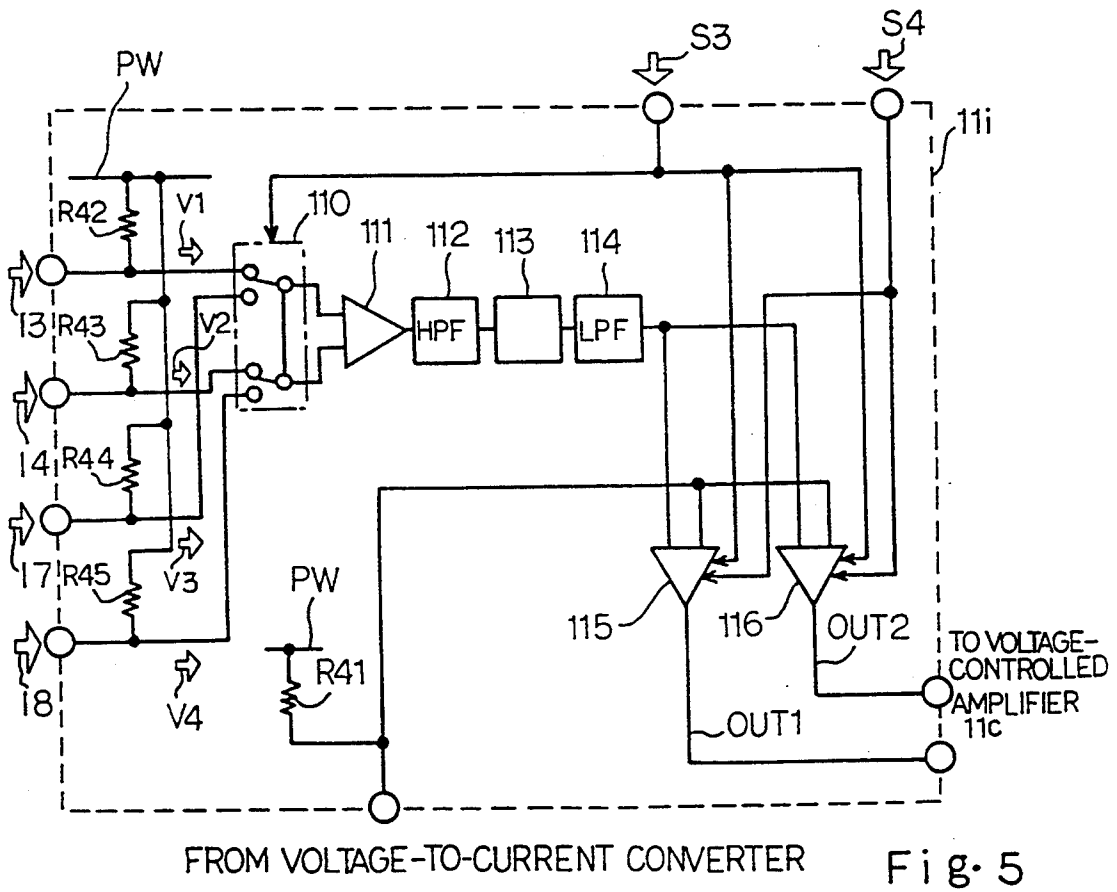 S3
S4
PW
11i
R42
V1
110
111
112
113
114
I3
R43
V2
HPF
LPF
I4
R44
I7
R45
V3
PW
115
116
OUT2
TO VOLTAGE-
CONTROLLED
AMPLIFIER
11c
I8
V4
R41
OUT1
FROM VOLTAGE-TO-CURRENT CONVERTER
Fig. 5